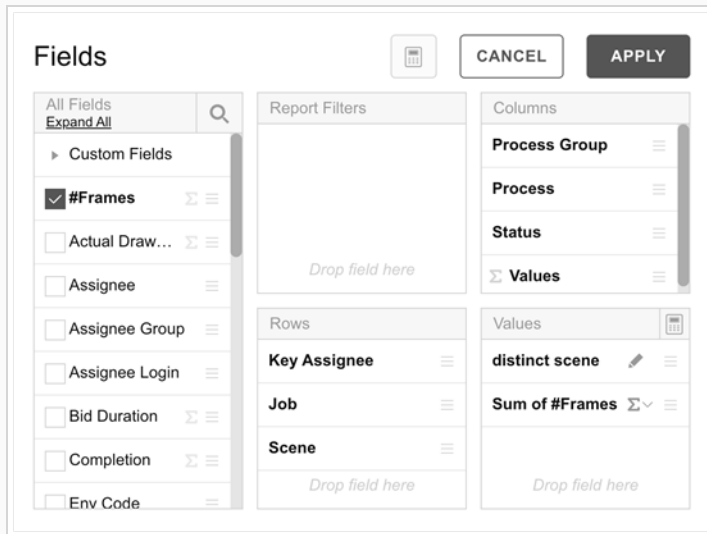 Fields
CANCEL
APPLY
All Fields
Expand All
Custom Fields
#Frames
Actual Draw...
Assignee
Assignee Group
Assignee Login
Bid Duration
Completion
Env Code
Report Filters
Drop field here
Columns
Process Group
Process
Status
Σ Values
Rows
Key Assignee
Job
Scene
Drop field here
Values
distinct scene
Sum of #Frames Σ
Drop field here